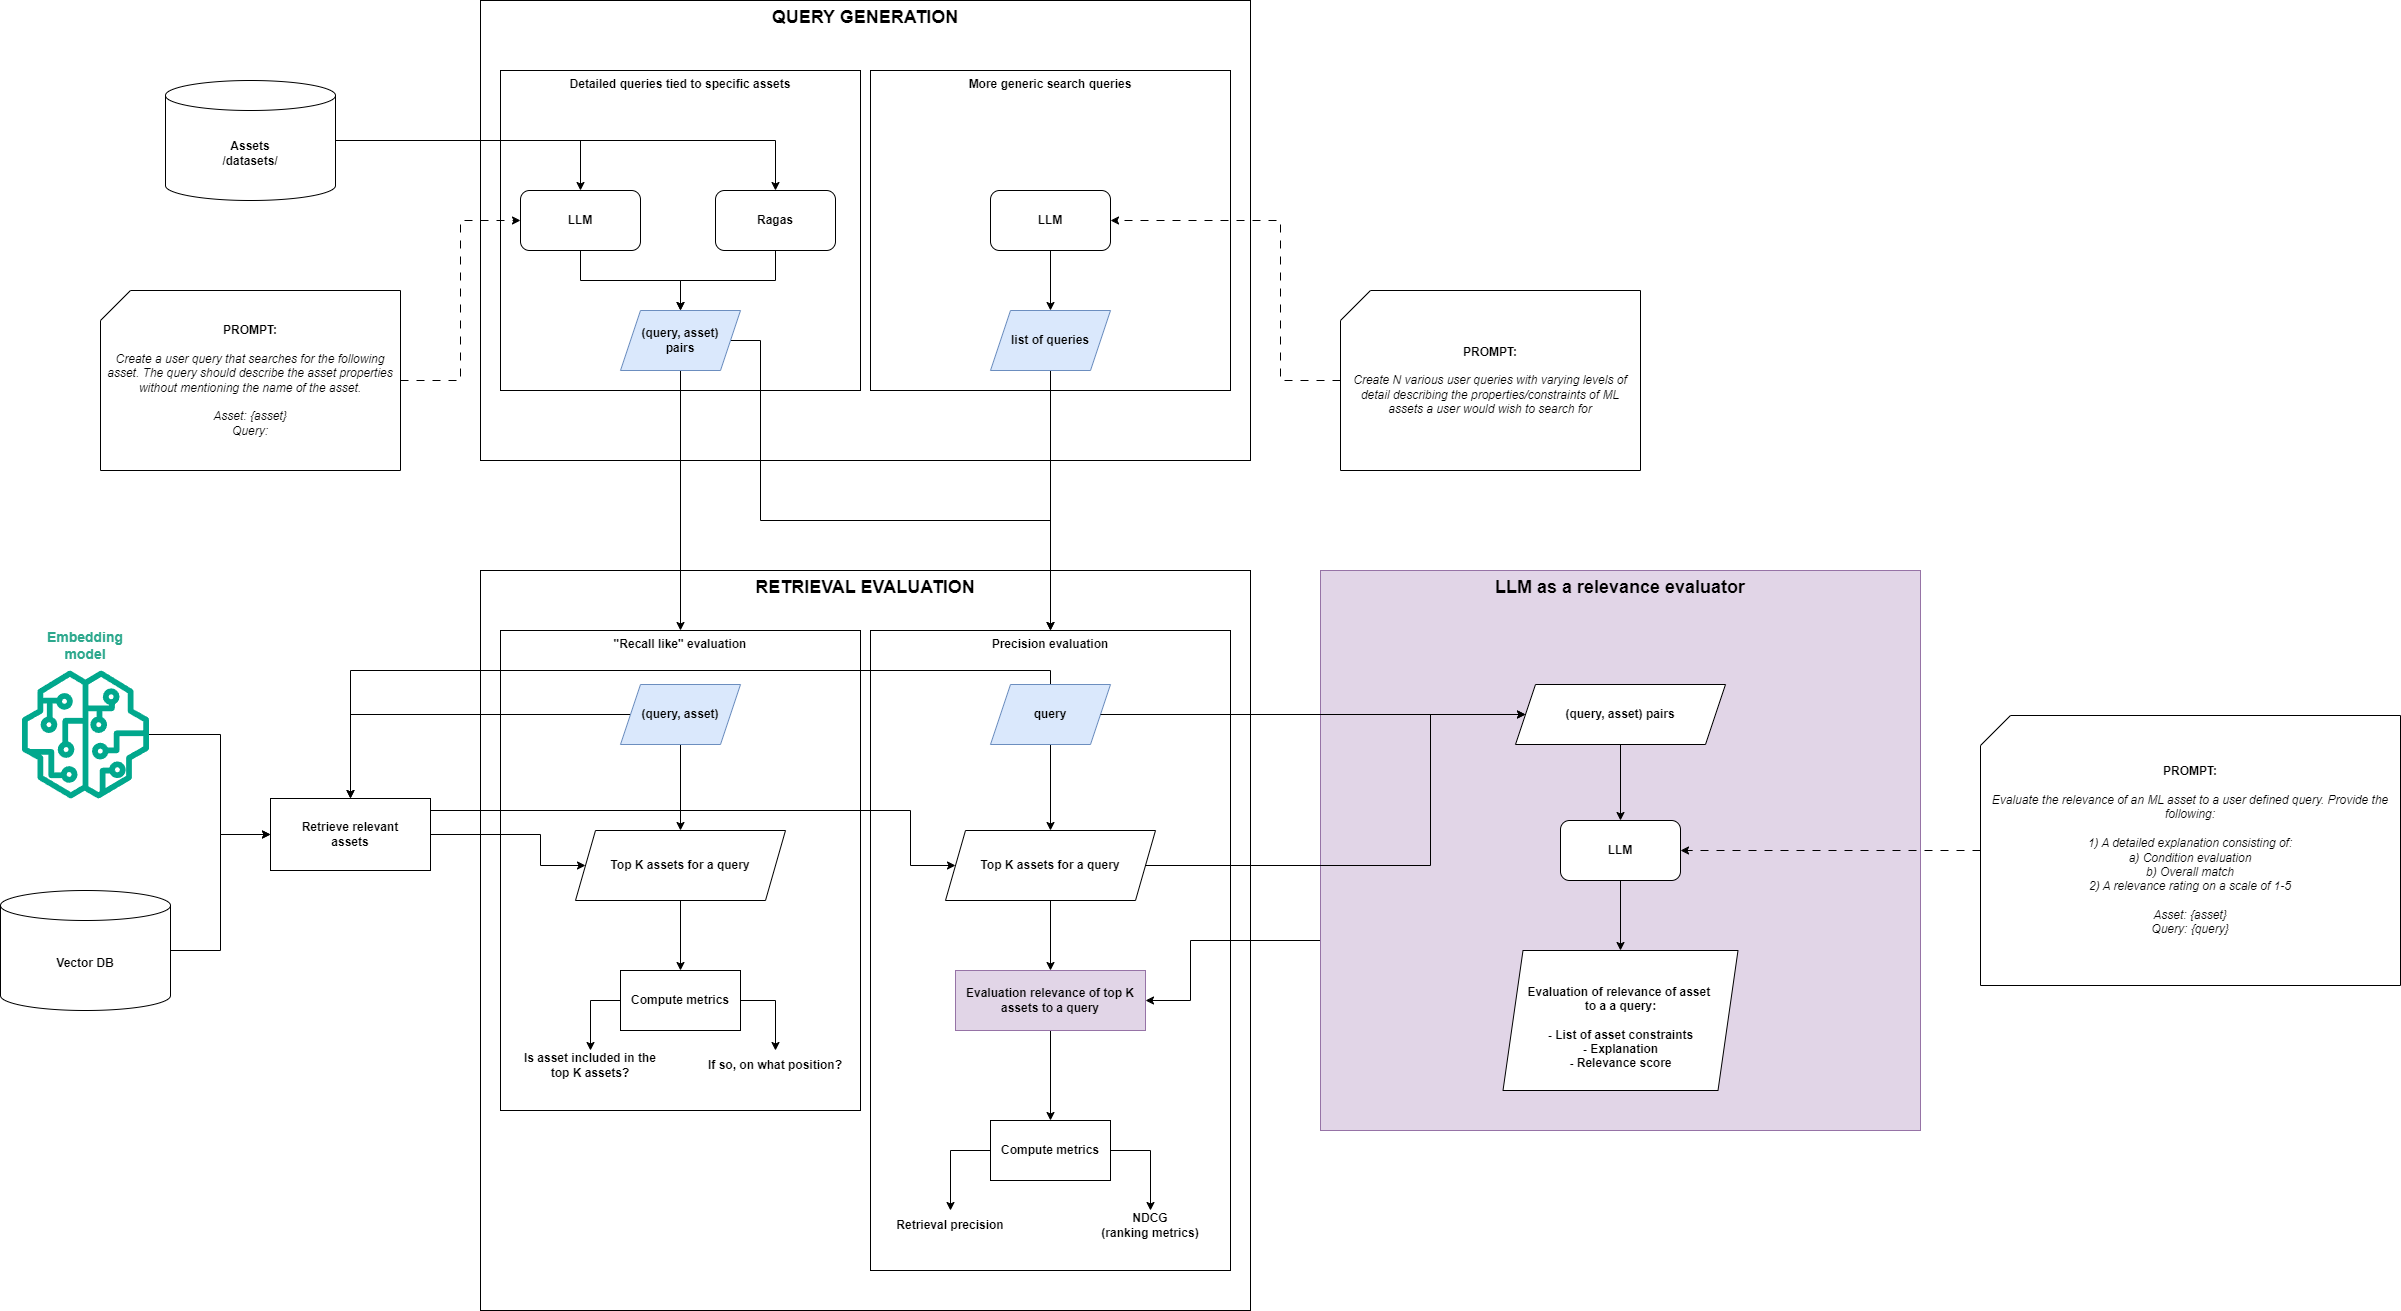 QUERY GENERATION
Detailed queries tied to specific assets
More generic search queries
Assets
/datasets/
LLM
Ragas
LLM
PROMPT:
Create a user query that searches for the following
asset. The query should describe the asset properties
without mentioning the name of the asset.
Asset: {asset}
Query:
(query, asset)
pairs
list of queries
PROMPT:
Create N various user queries with varying levels of
detail describing the properties/constraints of ML
assets a user would wish to search for
RETRIEVAL EVALUATION
LLM as a relevance evaluator
Embedding
model
"Recall like" evaluation
Precision evaluation
(query, asset)
query
(query, asset) pairs
Retrieve relevant
assets
Top K assets for a query
Top K assets for a query
LLM
PROMPT:
Evaluate the relevance of an ML asset to a user defined query. Provide the
following:
1) A detailed explanation consisting of:
a) Condition evaluation
b) Overall match
2) A relevance rating on a scale of 1-5
Asset: {asset}
Query: {query}
Vector DB
Compute metrics
Evaluation relevance of top K
assets to a query
Evaluation of relevance of asset
to a a query:
- List of asset constraints
- Explanation
- Relevance score
Is asset included in the
top K assets?
If so, on what position?
Compute metrics
Retrieval precision
NDCG
(ranking metrics)